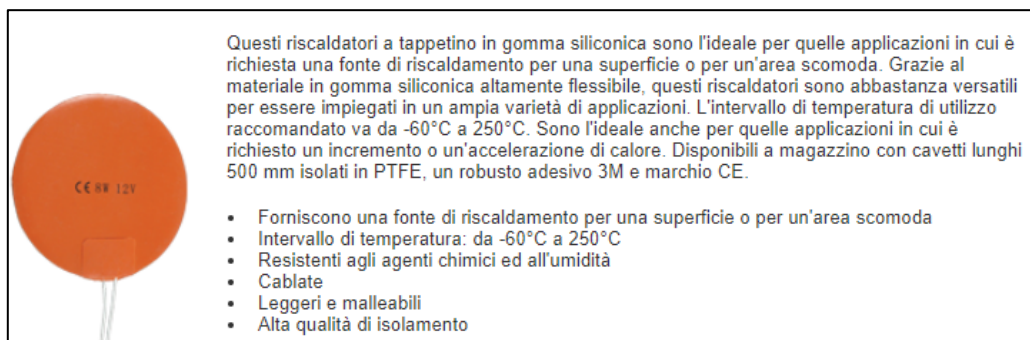 Questi riscaldatori a tappetino in gomma siliconica sono l'ideale per quelle applicazioni in cui è
richiesta una fonte di riscaldamento per una superficie o per un'area scomoda. Grazie al
materiale in gomma siliconica altamente flessibile, questi riscaldatori sono abbastanza versatili
per essere impiegati in un ampia varietà di applicazioni. L'intervallo di temperatura di utilizzo
raccomandato va da -60°C a 250°C. Sono l'ideale anche per quelle applicazioni in cui è
richiesto un incremento o un'accelerazione di calore. Disponibili a magazzino con cavetti lunghi
500 mm isolati in PTFE, un robusto adesivo 3M e marchio CE.
CE 8W 12V
• Forniscono una fonte di riscaldamento per una superficie o per un'area scomoda
• Intervallo di temperatura: da -60°C a 250°C
• Resistenti agli agenti chimici ed all'umidità
• Cablate
• Leggeri e malleabili
• Alta qualità di isolamento